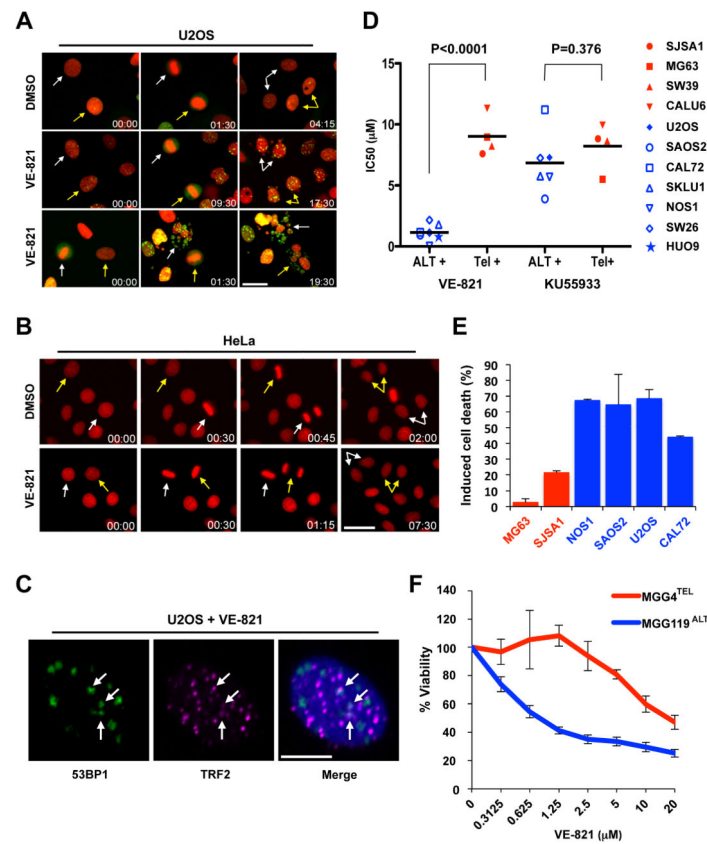 A
U2OS
DMSO
00:00
01:30
04:15
VE-821
00:00
09:30
17:30
VE-821
00:00
01:30
19:30
B
HeLa
DMSO
00:00
00:30
00:45
02:00
VE-821
00:00
00:30
01:15
07:30
C
U2OS + VE-821
53BP1
TRF2
Merge
D
P<0.0001
P=0.376
IC50 (μM)
15
10
5
0
ALT +
Tel +
ALT +
Tel+
VE-821
KU55933
SJSA1
MG63
SW39
CALU6
U2OS
SAOS2
CAL72
SKLU1
NOS1
SW26
HUO9
E
Induced cell death (%)
90
80
70
60
50
40
30
20
10
0
MG63
SJSA1
NOS1
SAOS2
U2OS
CAL72
F
% Viability
140
120
100
80
60
40
20
0
MGG4TEL
MGG119 ALT
0
0.3125
0.625
1.25
2.5
5
10
20
VE-821 (μM)